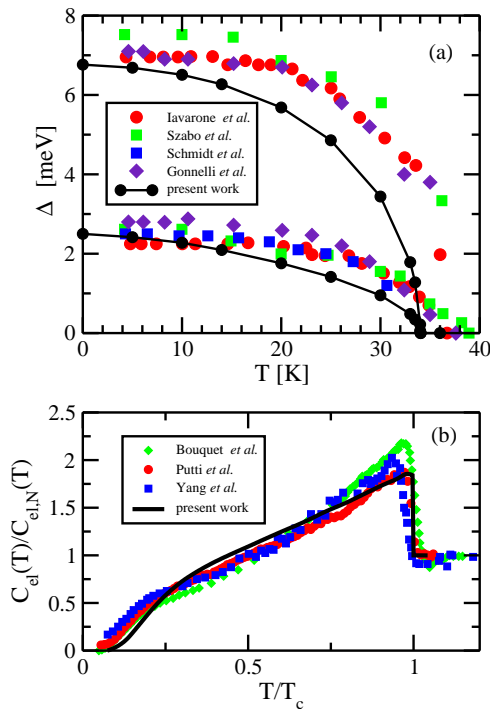 (a)
8
6
4
2
0
Δ [meV]
Iavarone et al.
Szabo et al.
Schmidt et al.
Gonnelli et al.
present work
0 10 20 30 40
T [K]
(b)
2.5
2
1.5
1
0.5
0
C_el(T)/C_el,N(T)
Bouquet et al.
Putti et al.
Yang et al.
present work
0 0.5 1
T/T_c